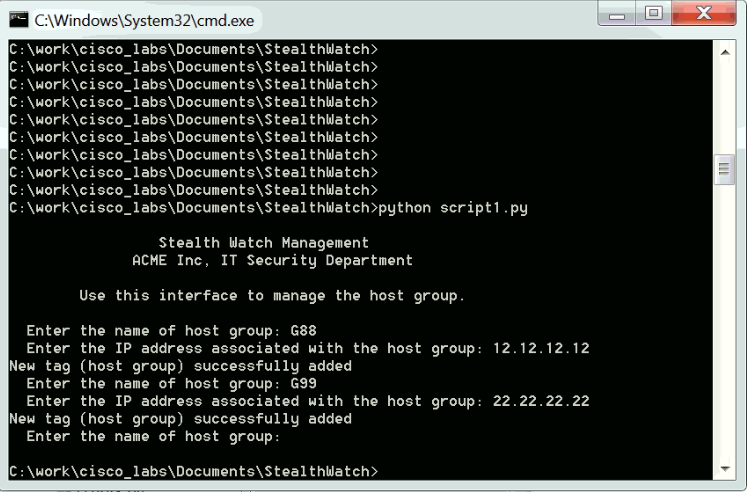 C:\Windows\System32\cmd.exe
C:\work\cisco_labs\Documents\StealthWatch>
C:\work\cisco_labs\Documents\StealthWatch>
C:\work\cisco_labs\Documents\StealthWatch>
C:\work\cisco_labs\Documents\StealthWatch>
C:\work\cisco_labs\Documents\StealthWatch>
C:\work\cisco_labs\Documents\StealthWatch>
C:\work\cisco_labs\Documents\StealthWatch>
C:\work\cisco_labs\Documents\StealthWatch>
C:\work\cisco_labs\Documents\StealthWatch>
C:\work\cisco_labs\Documents\StealthWatch>python script1.py
Stealth Watch Management
ACME Inc, IT Security Department
Use this interface to manage the host group.
Enter the name of host group: G88
Enter the IP address associated with the host group: 12.12.12.12
New tag (host group) successfully added
Enter the name of host group: G99
Enter the IP address associated with the host group: 22.22.22.22
New tag (host group) successfully added
Enter the name of host group:
C:\work\cisco_labs\Documents\StealthWatch>